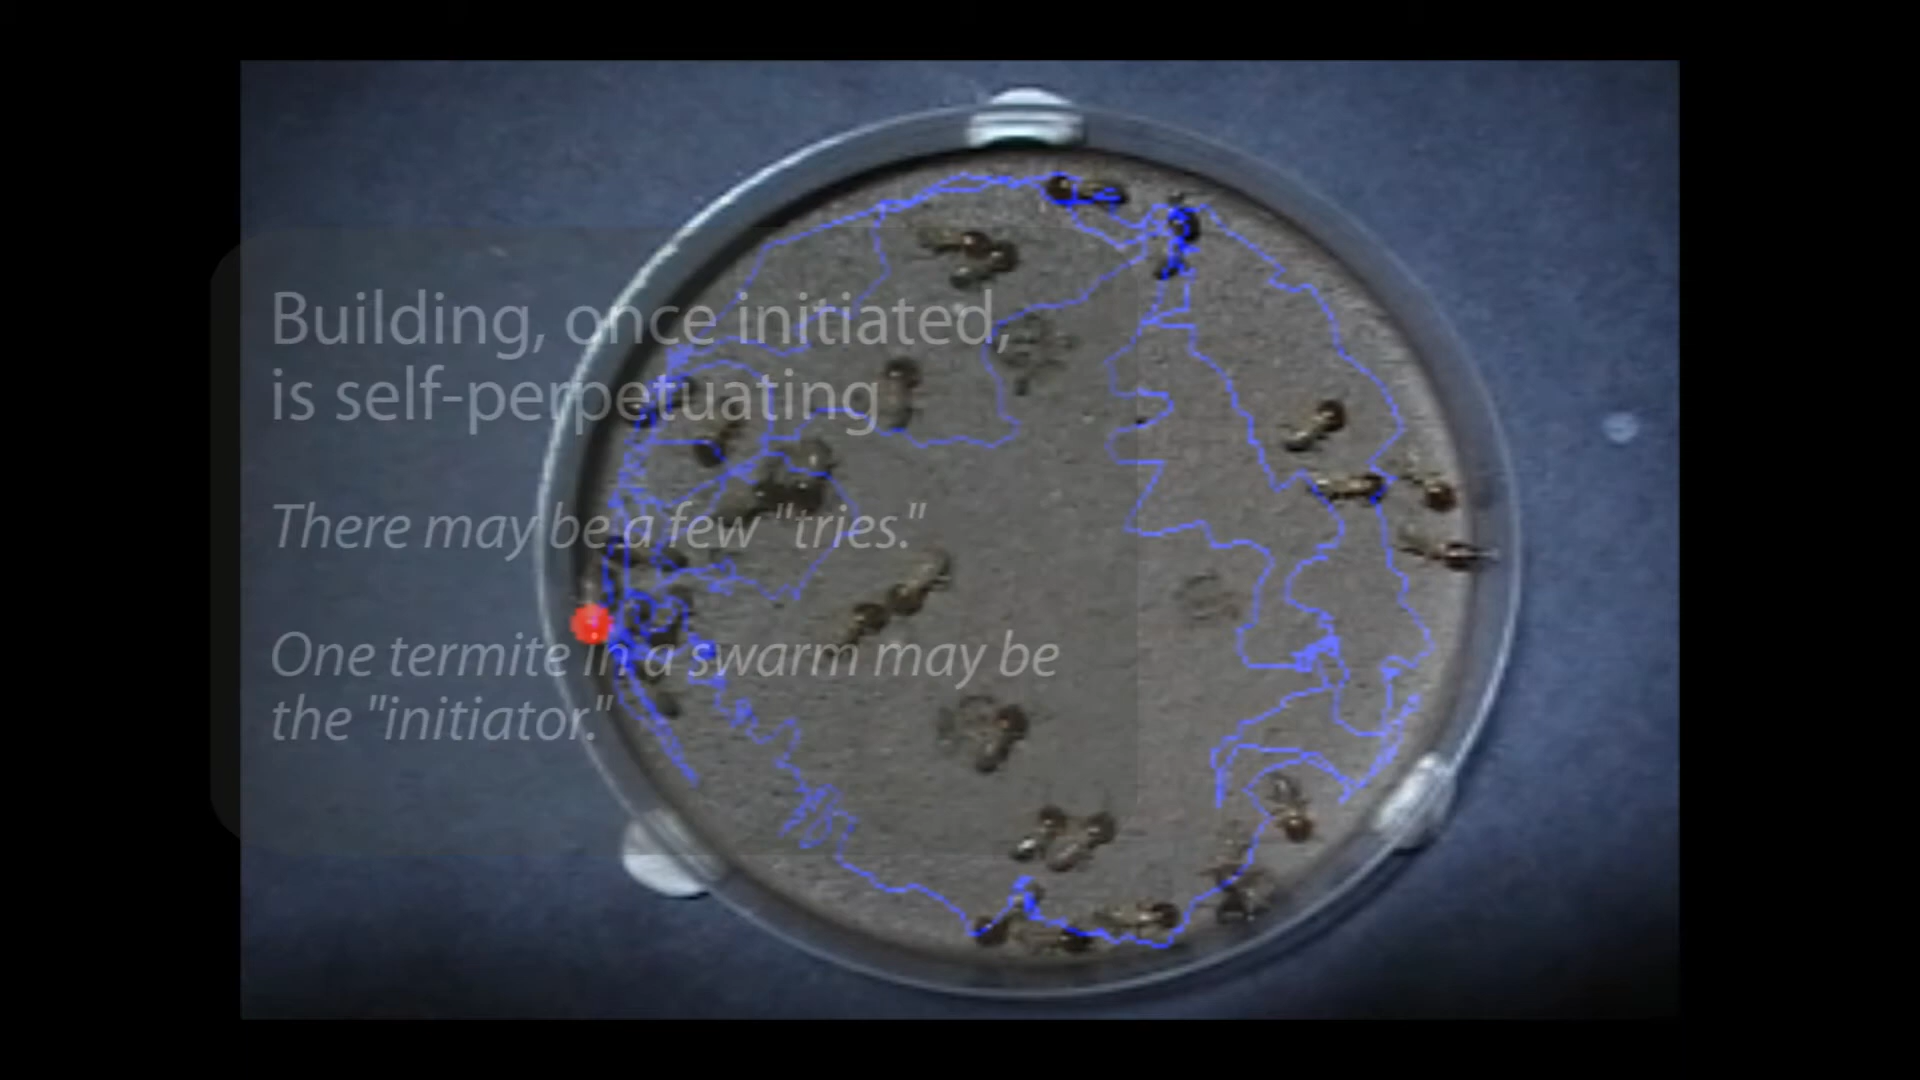 Building, once initiated,
is self-perpetuating
There may be a few "tries."
One termite in a swarm may be
the "initiator."